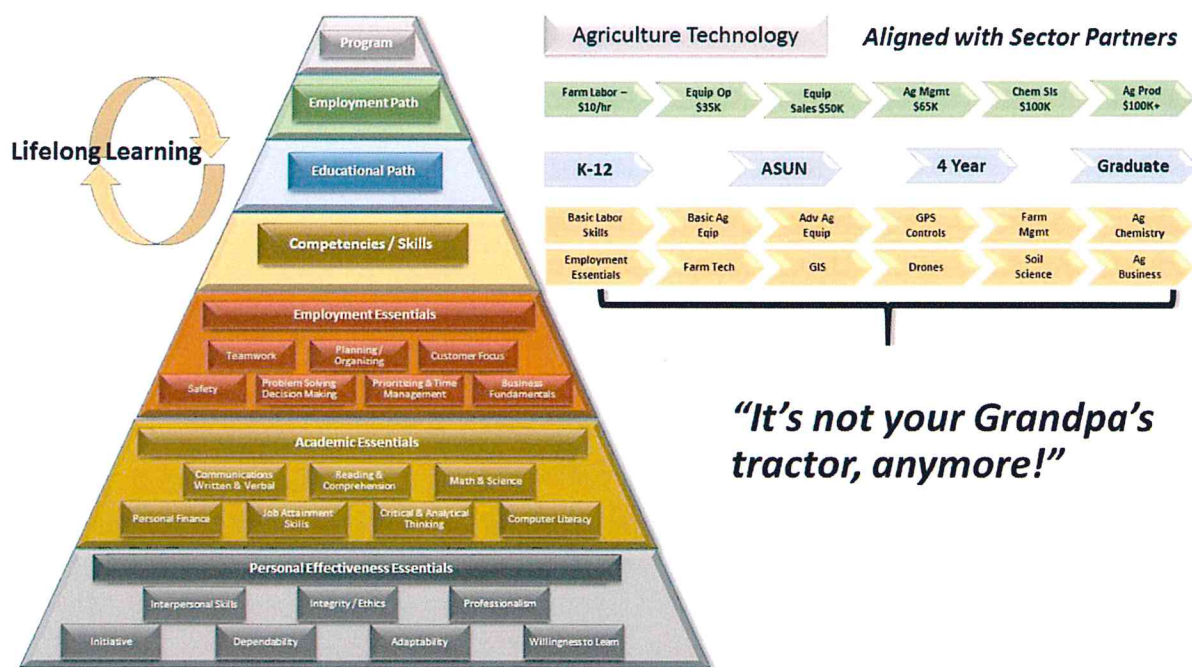 Program
Employment Path
Lifelong Learning
Educational Path
Competencies / Skills
Employment Essentials
Teamwork
Planning /
Organizing
Customer Focus
Safety
Problem Solving
Decision Making
Prioritizing & Time
Management
Business
Fundamentals
Academic Essentials
Communications
Written & Verbal
Reading &
Comprehension
Math & Science
Personal Finance
Job Attainment
Skills
Critical & Analytical
Thinking
Computer Literacy
Personal Effectiveness Essentials
Interpersonal Skills
Integrity / Ethics
Professionalism
Initiative
Dependability
Adaptability
Willingness to Learn
Agriculture Technology
Aligned with Sector Partners
Farm Labor –
$10/hr
Equip Op
$35K
Equip
Sales $50K
Ag Mgmt
$65K
Chem Sls
$100K
Ag Prod
$100K+
K-12
ASUN
4 Year
Graduate
Basic Labor
Skills
Basic Ag
Eqip
Adv Ag
Equip
GPS
Controls
Farm
Mgmt
Ag
Chemistry
Employment
Essentials
Farm Tech
GIS
Drones
Soil
Science
Ag
Business
“It’s not your Grandpa’s
tractor, anymore!”